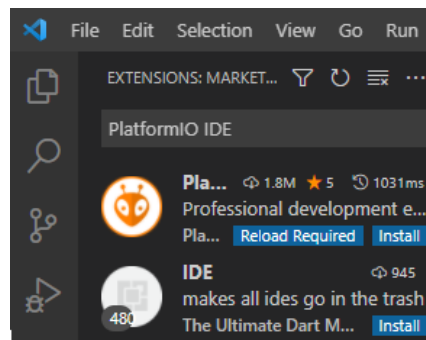 File Edit Selection View Go Run
EXTENSIONS: MARKET... ...
PlatformIO IDE
Pla... 1.8M 5 1031ms
Professional development e...
Pla... Reload Required Install
IDE 945
makes all ides go in the trash
480
The Ultimate Dart M... Install